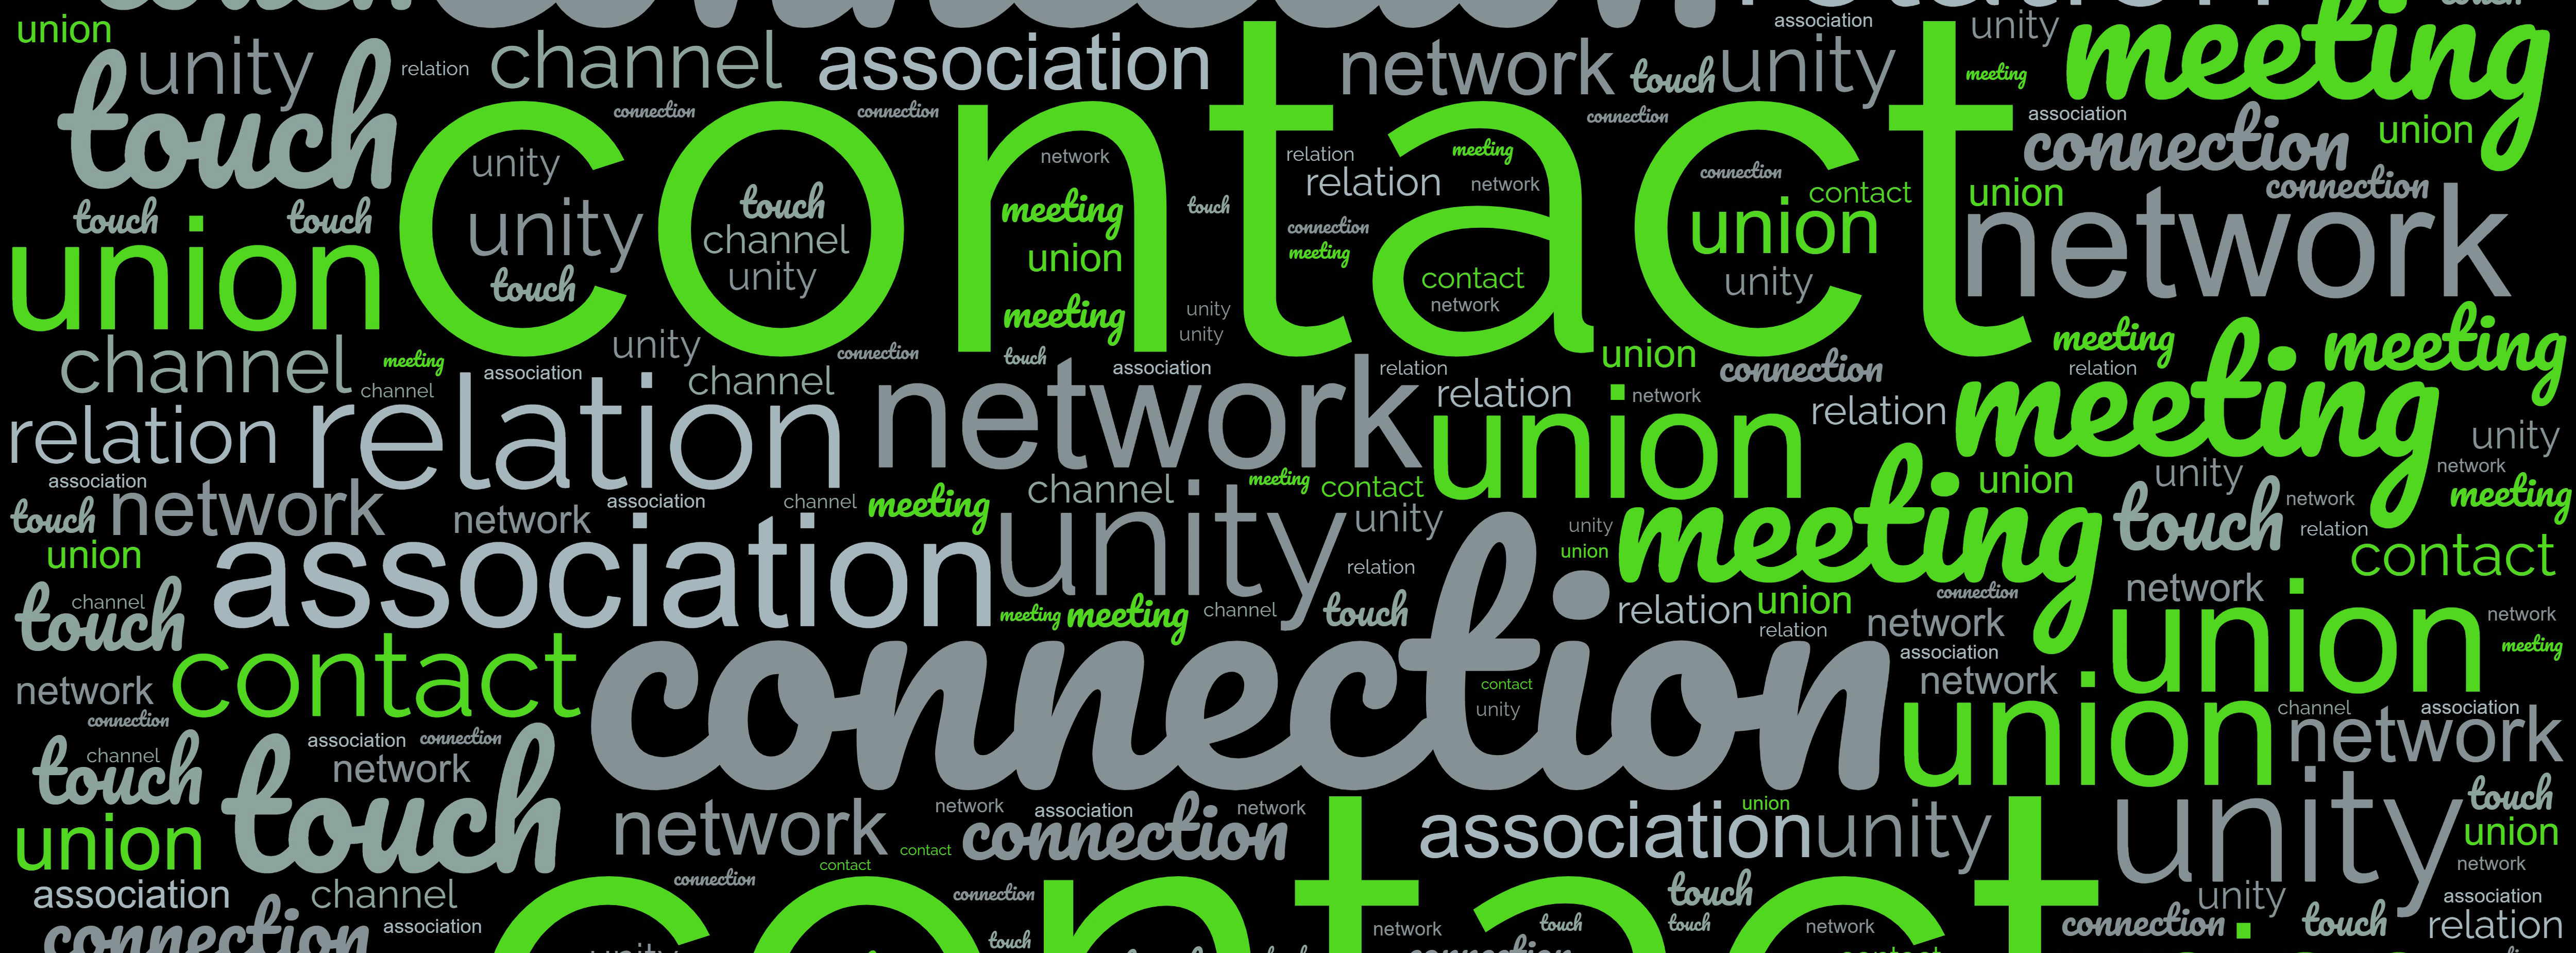 connection
union
association
unity
meeting
unity
relation
channel
association
network
touch
unity
meeting
touch
connection
connection
contact
connection
association
connection
union
unity
network
relation
meeting
relation
network
connection
contact
union
connection
touch
touch
unity
touch
channel
unity
touch
meeting
union
meeting
touch
connection
meeting
contact
network
union
unity
network
union
unity
unity
channel
meeting
channel
unity
channel
connection
touch
association
association
relation
relation
union
network
connection
relation
meeting
relation
meeting
meeting
relation
relation
network
union
unity
association
touch
network
network
association
channel
meeting
channel
meeting
contact
unity
unity
network
union
unity
touch
network
relation
meeting
union
association
unity
relation
unity
union
meeting
contact
touch
channel
meeting
meeting
channel
touch
relation
union
relation
network
connection
network
union
network
meeting
network
contact
connection
contact
unity
association
network
union
channel
association
network
connection
touch
channel
association
connection
network
touch
union
network
network
association
network
connection
contact
contact
association
union
unity
unity
touch
union
network
association
channel
association
connection
connection
connection
contact
touch
network
touch
touch
network
touch
connection
unity
touch
association
relation
connection
unity